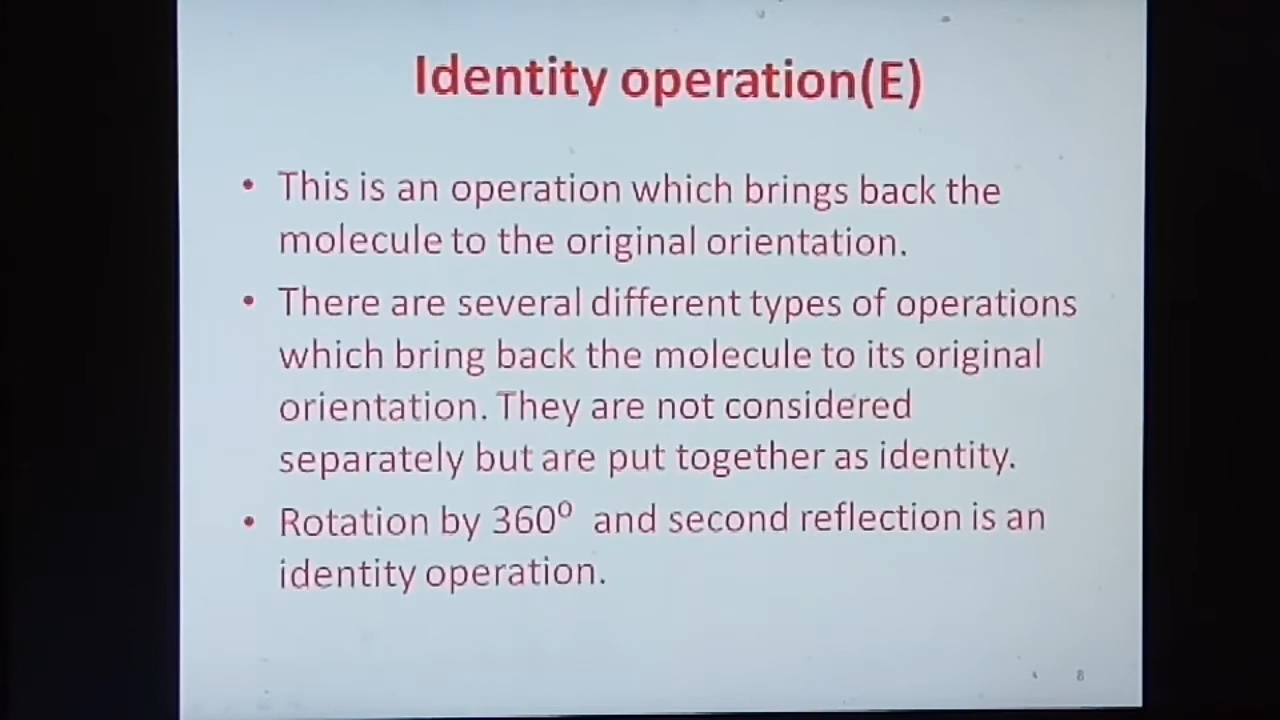 Identity operation(E)
• This is an operation which brings back the
molecule to the original orientation.
• There are several different types of operations
which bring back the molecule to its original
orientation. They are not considered
separately but are put together as identity.
• Rotation by 360⁰ and second reflection is an
identity operation.
8